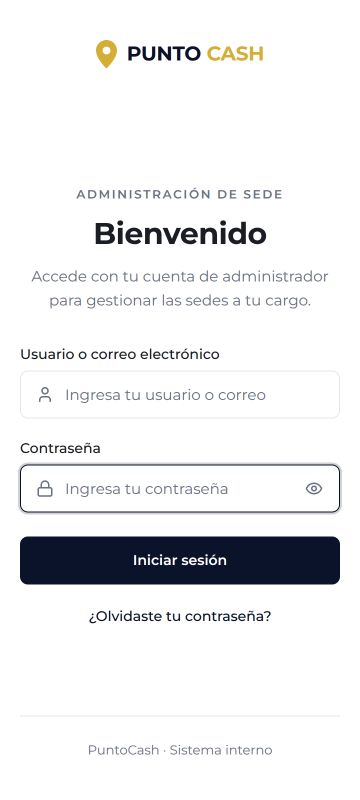 PUNTO CASH
ADMINISTRACIÓN DE SEDE
Bienvenido
Accede con tu cuenta de administrador
para gestionar las sedes a tu cargo.
Usuario o correo electrónico
Ingresa tu usuario o correo
Contraseña
Ingresa tu contraseña
Iniciar sesión
¿Olvidaste tu contraseña?
PuntoCash · Sistema interno